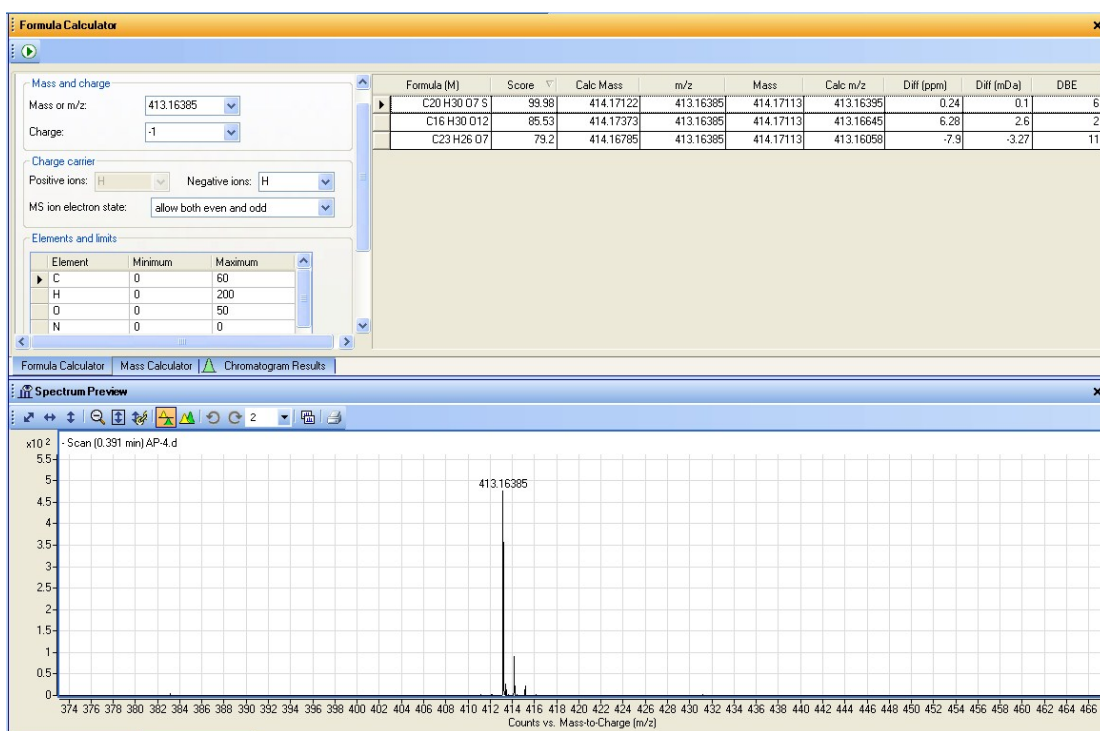 Formula Calculator
Mass and charge
Mass or m/z: 413.16385
Charge: -1
Charge carrier
Positive ions: H Negative ions: H
MS ion electron state: allow both even and odd
Elements and limits
Element Minimum Maximum
C 0 60
H 0 200
O 0 50
N 0 0
Formula (M) Score Calc Mass m/z Mass Calc m/z Diff (ppm) Diff (mDa) DBE
C20 H30 O7 S 99.98 414.17122 413.16385 414.17113 413.16395 0.24 0.1 6
C16 H30 O12 85.53 414.17373 413.16385 414.17113 413.16645 6.28 2.6 2
C23 H26 O7 79.2 414.16785 413.16385 414.17113 413.16058 -7.9 -3.27 11
Formula Calculator Mass Calculator Chromatogram Results
Spectrum Preview
2
x10 2 - Scan (0.391 min) AP-4.d
5.5
5
4.5
4
3.5
3
2.5
2
1.5
1
0.5
0
413.16385
374 376 378 380 382 384 386 388 390 392 394 396 398 400 402 404 406 408 410 412 414 416 418 420 422 424 426 428 430 432 434 436 438 440 442 444 446 448 450 452 454 456 458 460 462 464 466
Counts vs. Mass-to-Charge (m/z)